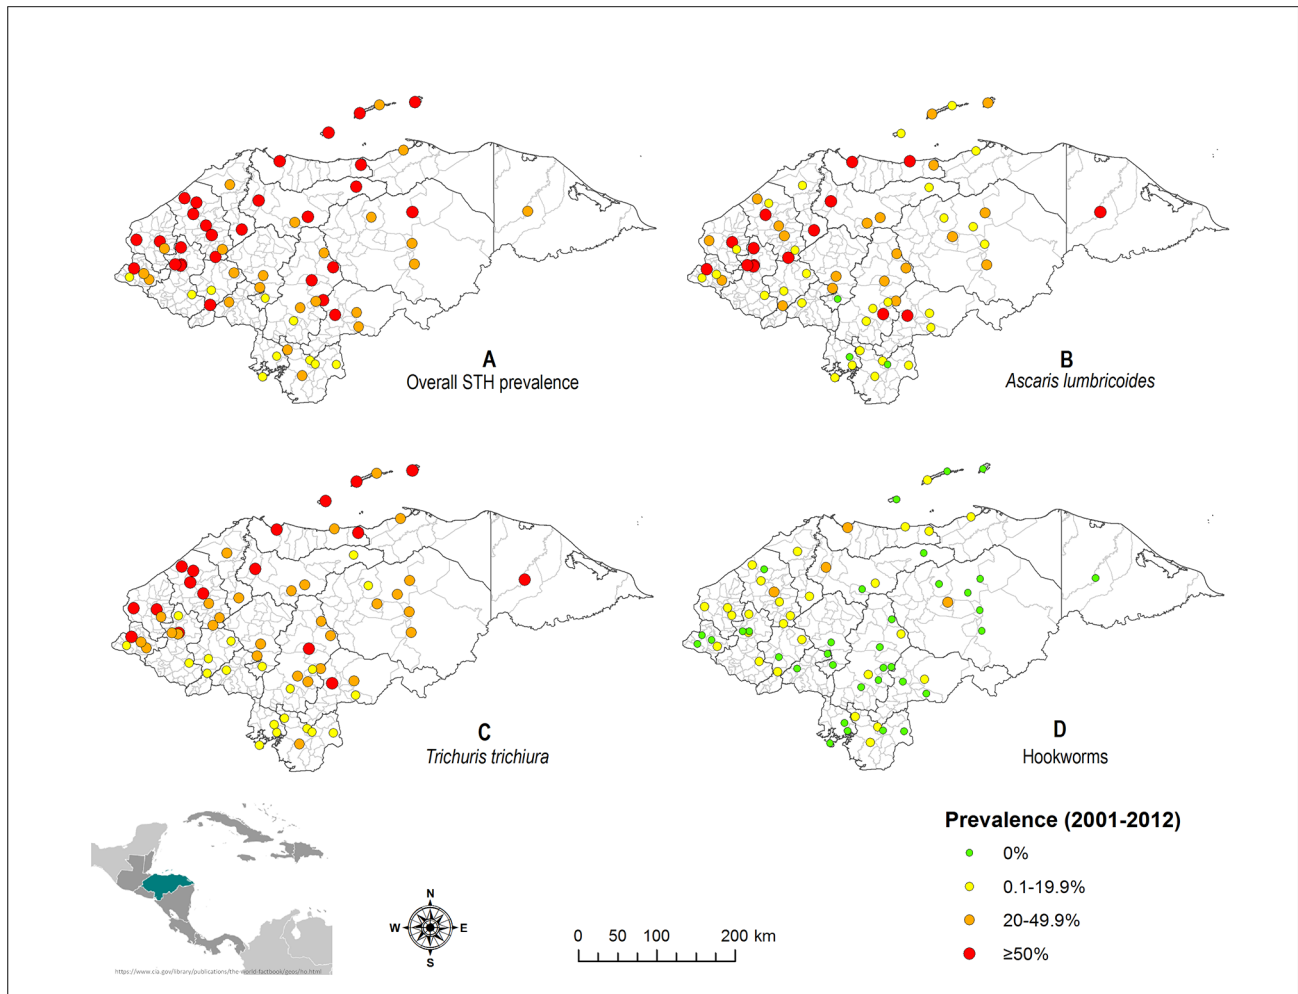 A
Overall STH prevalence
B
Ascaris lumbricoides
C
Trichuris trichiura
D
Hookworms
https://www.cia.gov/library/publications/the-world-factbook/geos/ho.html
N
W
E
S
0 50 100 200 km
Prevalence (2001-2012)
0%
0.1-19.9%
20-49.9%
≥50%